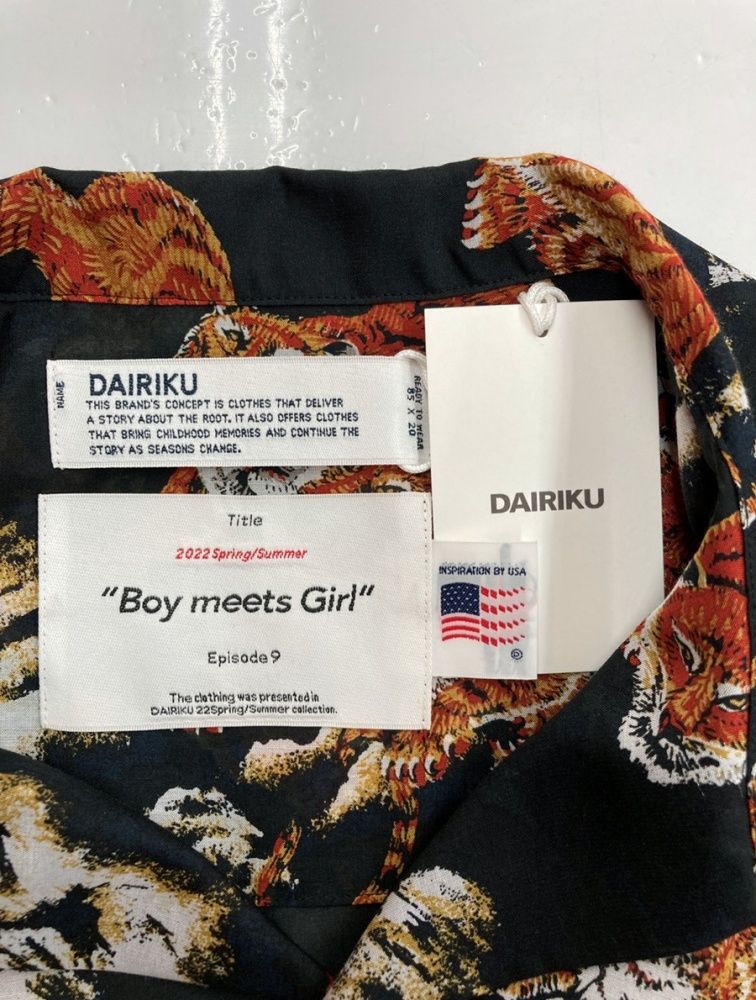 NAME
DAIRIKU
THIS BRAND'S CONCEPT IS CLOTHES THAT DELIVER
A STORY ABOUT THE ROOT. IT ALSO OFFERS CLOTHES
THAT BRING CHILDHOOD MEMORIES AND CONTINUE THE
STORY AS SEASONS CHANGE.
READY TO WEAR
85 X 20
DAIRIKU
Title
2022 Spring/Summer
"Boy meets Girl"
Episode 9
The clothing was presented in
DAIRIKU 22Spring/Summer collection.
INSPIRATION BY USA